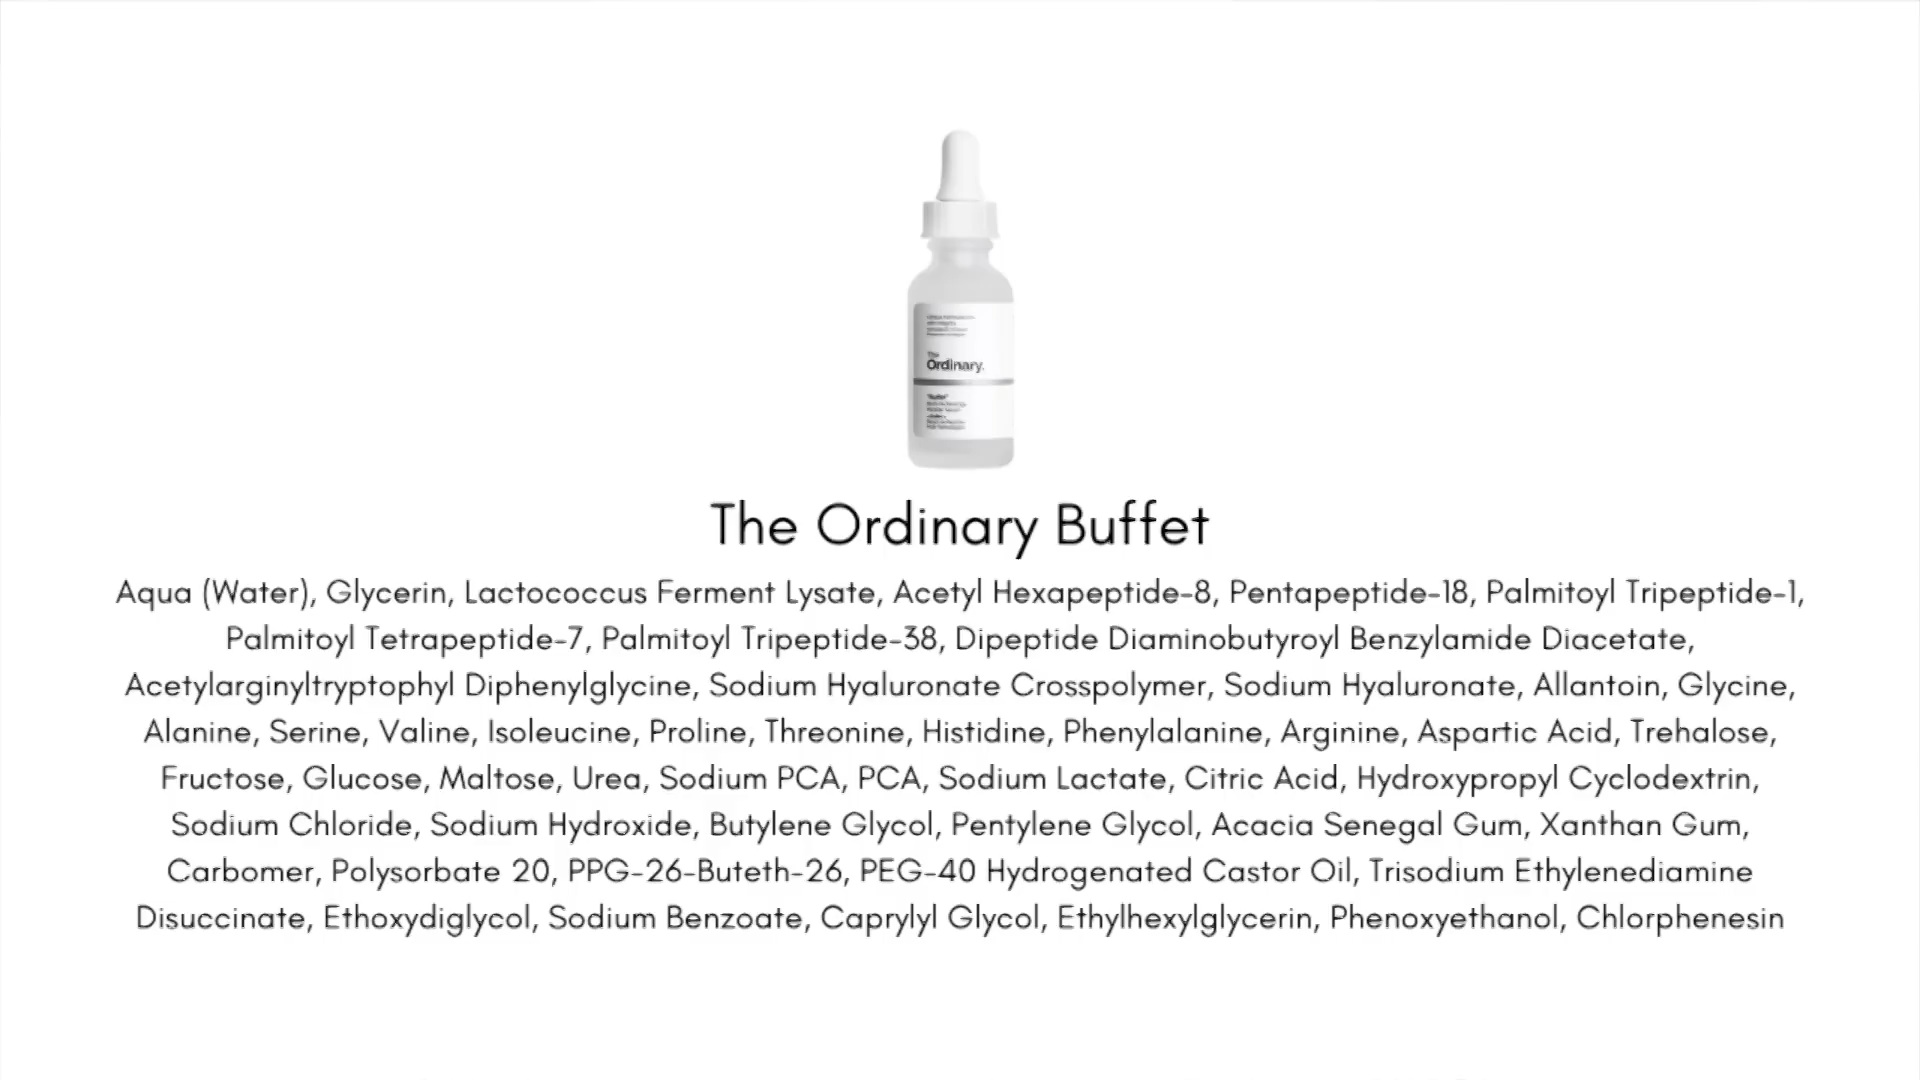 The
Ordinary.
"Buffet"
The Ordinary Buffet
Aqua (Water), Glycerin, Lactococcus Ferment Lysate, Acetyl Hexapeptide-8, Pentapeptide-18, Palmitoyl Tripeptide-1,
Palmitoyl Tetrapeptide-7, Palmitoyl Tripeptide-38, Dipeptide Diaminobutyroyl Benzylamide Diacetate,
Acetylarginyltryptophyl Diphenylglycine, Sodium Hyaluronate Crosspolymer, Sodium Hyaluronate, Allantoin, Glycine,
Alanine, Serine, Valine, Isoleucine, Proline, Threonine, Histidine, Phenylalanine, Arginine, Aspartic Acid, Trehalose,
Fructose, Glucose, Maltose, Urea, Sodium PCA, PCA, Sodium Lactate, Citric Acid, Hydroxypropyl Cyclodextrin,
Sodium Chloride, Sodium Hydroxide, Butylene Glycol, Pentylene Glycol, Acacia Senegal Gum, Xanthan Gum,
Carbomer, Polysorbate 20, PPG-26-Buteth-26, PEG-40 Hydrogenated Castor Oil, Trisodium Ethylenediamine
Disuccinate, Ethoxydiglycol, Sodium Benzoate, Caprylyl Glycol, Ethylhexylglycerin, Phenoxyethanol, Chlorphenesin